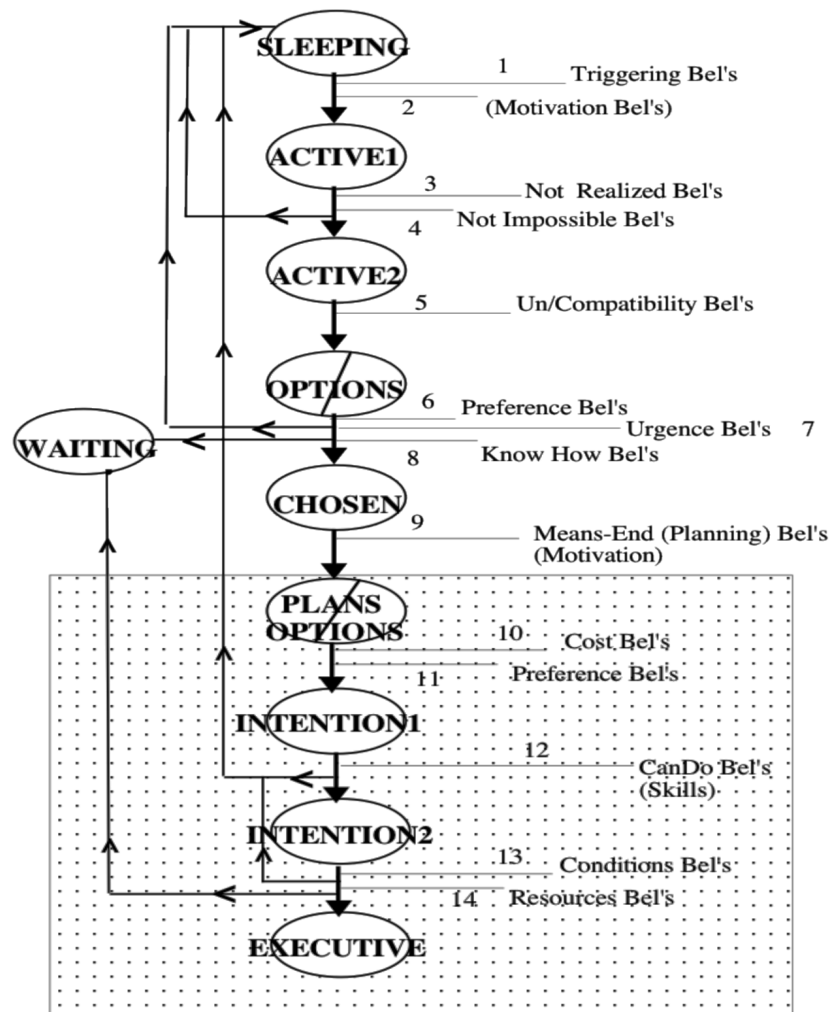 SLEEPING
1
Triggering Bel's
2
(Motivation Bel's)
ACTIVE1
3
Not Realized Bel's
4
Not Impossible Bel's
ACTIVE2
5
Un/Compatibility Bel's
OPTIONS
6
Preference Bel's
Urgence Bel's 7
WAITING
8
Know How Bel's
CHOSEN
9
Means-End (Planning) Bel's
(Motivation)
PLANS
OPTIONS
10
Cost Bel's
11
Preference Bel's
INTENTION1
12
CanDo Bel's
(Skills)
INTENTION2
13
Conditions Bel's
14
Resources Bel's
EXECUTIVE